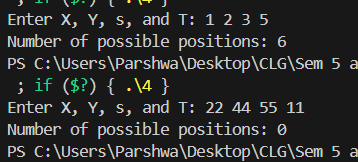 ; if ($?) { .\4 }
Enter X, Y, s, and T: 1 2 3 5
Number of possible positions: 6
PS C:\Users\Parshwa\Desktop\CLG\Sem 5 a
; if ($?) { .\4 }
Enter X, Y, s, and T: 22 44 55 11
Number of possible positions: 0
PS C:\Users\Parshwa\Desktop\CLG\Sem 5 a